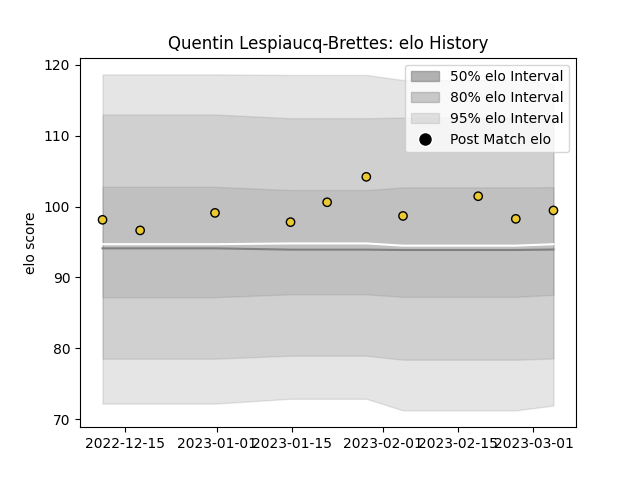 Quentin Lespiaucq-Brettes: elo History
120
110
100
90
80
70
elo score
50% elo Interval
80% elo Interval
95% elo Interval
Post Match elo
2022-12-15 2023-01-01 2023-01-15 2023-02-01 2023-02-15 2023-03-01